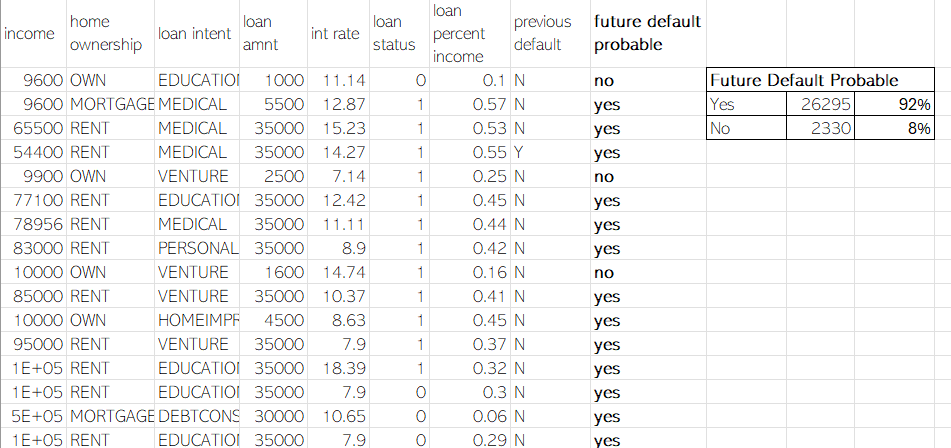 income home ownership loan intent loan amnt int rate loan status loan percent income previous default future default probable
9600 OWN EDUCATIO 1000 11.14 0 0.1 N no Future Default Probable
9600 MORTGAGE MEDICAL 5500 12.87 1 0.57 N yes Yes 26295 92%
65500 RENT MEDICAL 35000 15.23 1 0.53 N yes No 2330 8%
54400 RENT MEDICAL 35000 14.27 1 0.55 Y yes
9900 OWN VENTURE 2500 7.14 1 0.25 N no
77100 RENT EDUCATIO 35000 12.42 1 0.45 N yes
78956 RENT MEDICAL 35000 11.11 1 0.44 N yes
83000 RENT PERSONAL 35000 8.9 1 0.42 N yes
10000 OWN VENTURE 1600 14.74 1 0.16 N no
85000 RENT VENTURE 35000 10.37 1 0.41 N yes
10000 OWN HOMEIMPR 4500 8.63 1 0.45 N yes
95000 RENT VENTURE 35000 7.9 1 0.37 N yes
1E+05 RENT EDUCATIO 35000 18.39 1 0.32 N yes
1E+05 RENT EDUCATIO 35000 7.9 0 0.3 N yes
5E+05 MORTGAGE DEBTCONS 30000 10.65 0 0.06 N yes
1E+05 RENT EDUCATIO 35000 7.9 0 0.29 N yes